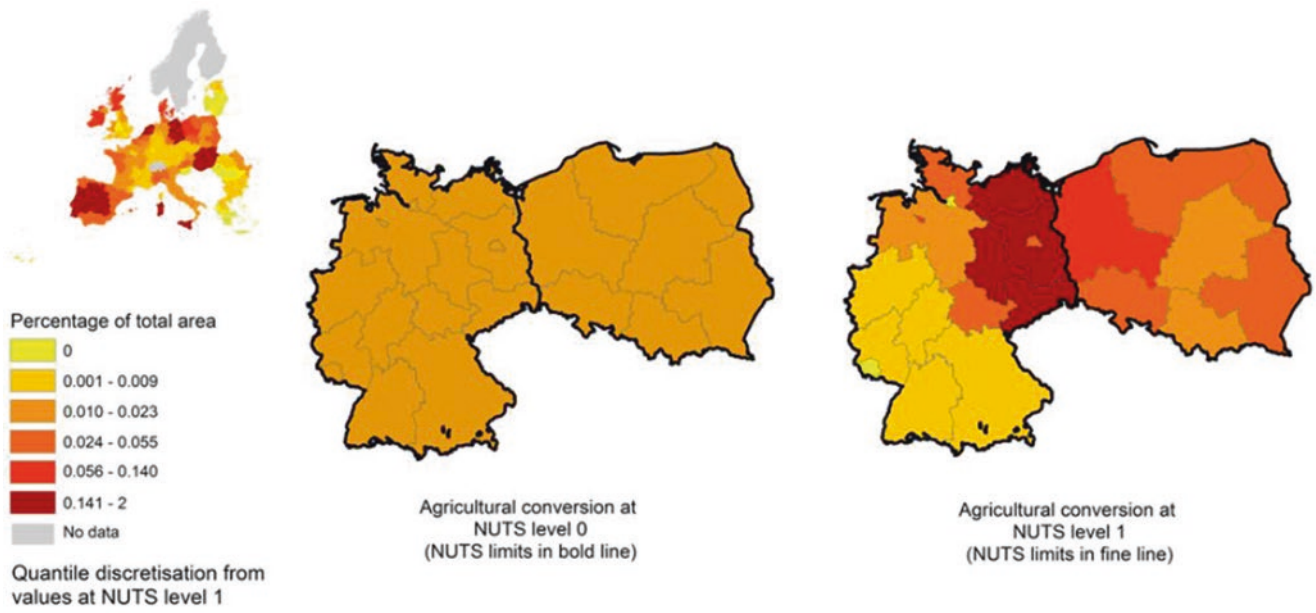 Percentage of total area
0
0.001 - 0.009
0.010 - 0.023
0.024 - 0.055
0.056 - 0.140
0.141 - 2
No data
Quantile discretisation from
values at NUTS level 1
Agricultural conversion at
NUTS level 0
(NUTS limits in bold line)
Agricultural conversion at
NUTS level 1
(NUTS limits in fine line)